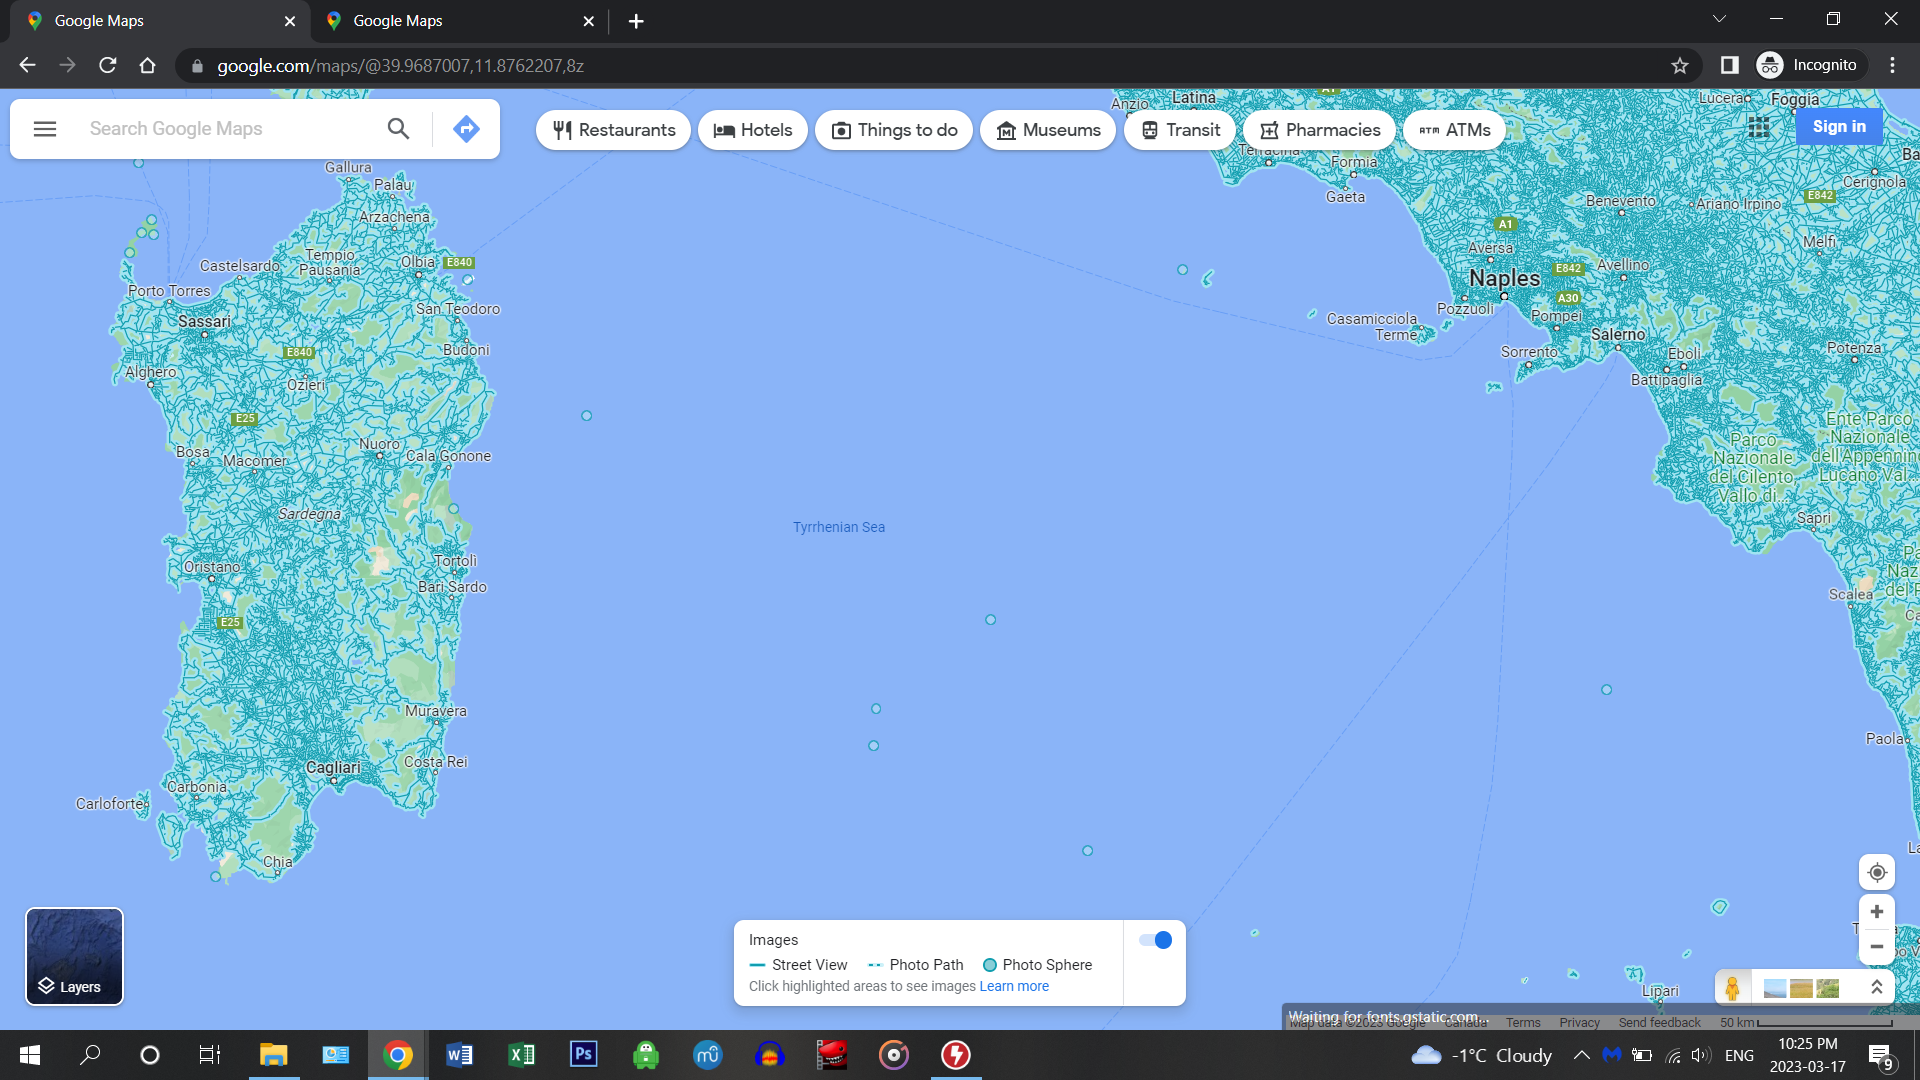 Google Maps
Google Maps
google.com/maps/@39.9687007,11.8762207,8z
Incognito
Search Google Maps
Restaurants
Hotels
Things to do
Museums
Transit
Pharmacies
ATMs
Sign in
Anzio
Latina
A1
Lucera
Foggia
Terracina
Formia
Gaeta
Cerignola
E842
Benevento
Ariano Irpino
A1
Melfi
Aversa
Naples
E842
Avellino
A30
Pozzuoli
Pompei
Casamicciola
Terme
Salerno
Sorrento
Eboli
Battipaglia
Potenza
Parco
Nazionale
del Cilento,
Vallo di...
Ente Parco
Nazionale
dell'Appennino
Lucano Val...
Sapri
Scalea
Paola
Lipari
Gallura
Palau
Arzachena
Tempio
Pausania
Olbia
E840
Castelsardo
Porto Torres
San Teodoro
Sassari
Budoni
E840
Alghero
Ozieri
E25
Nuoro
Bosa
Macomer
Cala Gonone
Sardegna
Tortolì
Oristano
Bari Sardo
E25
Muravera
Costa Rei
Cagliari
Carbonia
Carloforte
Chia
Tyrrhenian Sea
Layers
Images
Street View
Photo Path
Photo Sphere
Click highlighted areas to see images Learn more
Waiting for fonts.gstatic.com...
Map data ©2023 Google
Canada
Terms
Privacy
Send feedback
50 km
-1°C Cloudy
ENG
10:25 PM
2023-03-17
9